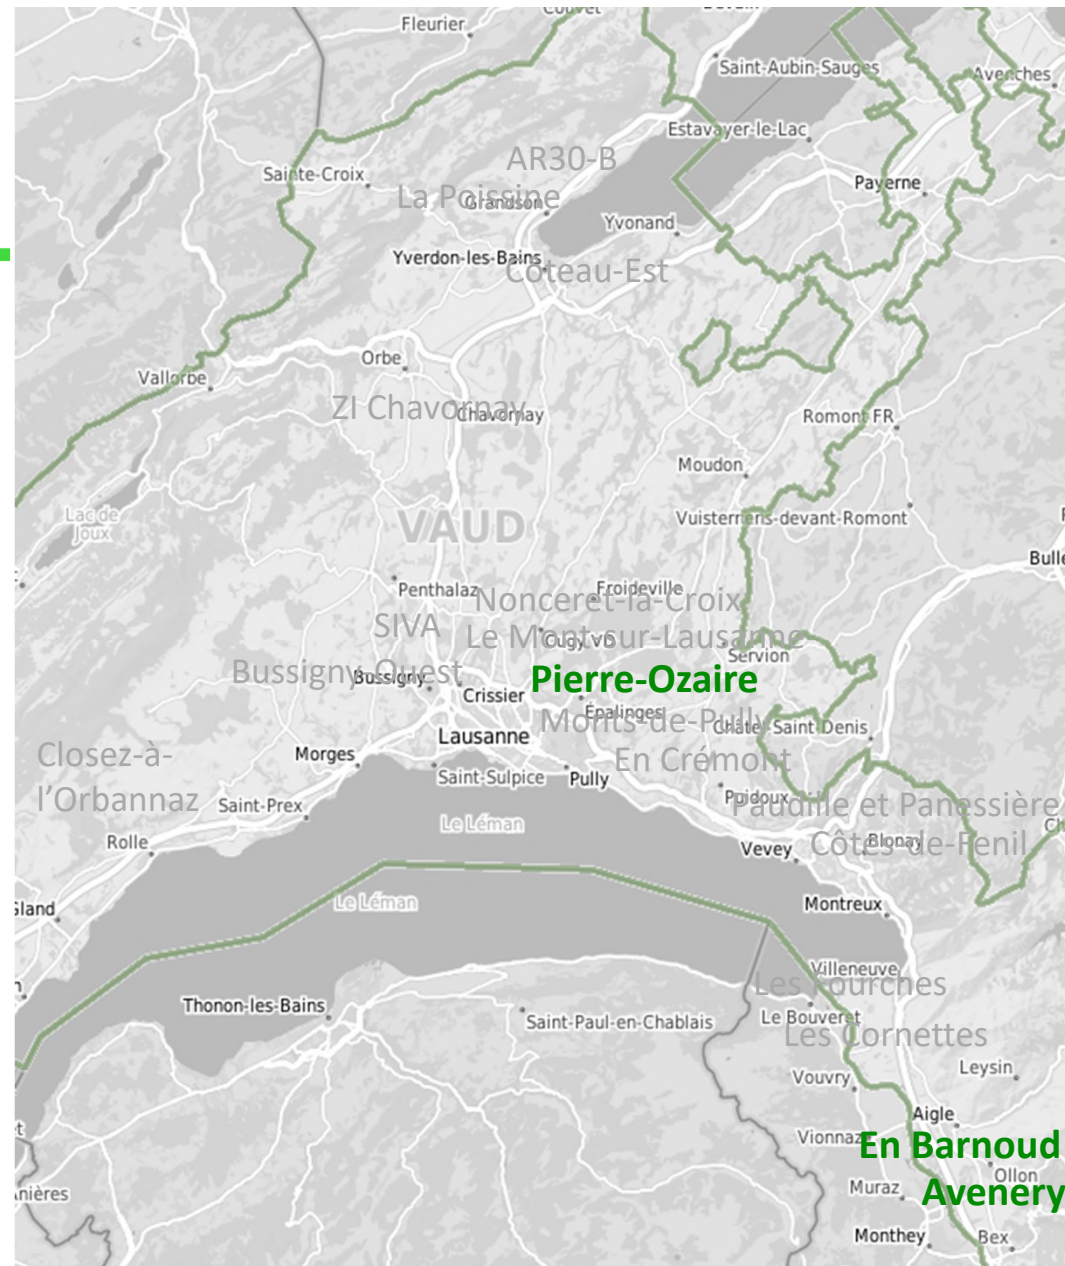 Couvet
Fleurier
Saint-Aubin-Sauges
Avenches
Estavayer-le-Lac
AR30-B
Sainte-Croix
Payerne
La Poissine
Grandson
Yvonand
Yverdon-les-Bains
Coteau-Est
Orbe
Vallorbe
ZI Chavornay
Chavornay
Romont FR
Moudon
Lac de
Joux
VAUD
Vuisternens-devant-Romont
Bulle
Penthalaz
Froideville
Nonceret-la-Croix
SIVA
Le Mont-sur-Lausanne
Cugy VD
Servion
Bussigny-Ouest
Bussigny
Pierre-Ozaire
Crissier
Épalinges
Monts-de-Pully
Châtel-Saint-Denis
Lausanne
Closez-à-
l'Orbannaz
Morges
En Crémont
Saint-Sulpice
Pully
Puidoux
Paudille et Panessière
Saint-Prex
Le Léman
Rolle
Vevey
Côtes-de-Fenil
Blonay
Le Léman
Montreux
Gland
Villeneuve
Les Fourches
Thonon-les-Bains
Saint-Paul-en-Chablais
Le Bouveret
Les Cornettes
Leysin
Vouvry
Aigle
Vionnaz
En Barnoud
Ollon
Muraz
Avenery
Monthey
Bex